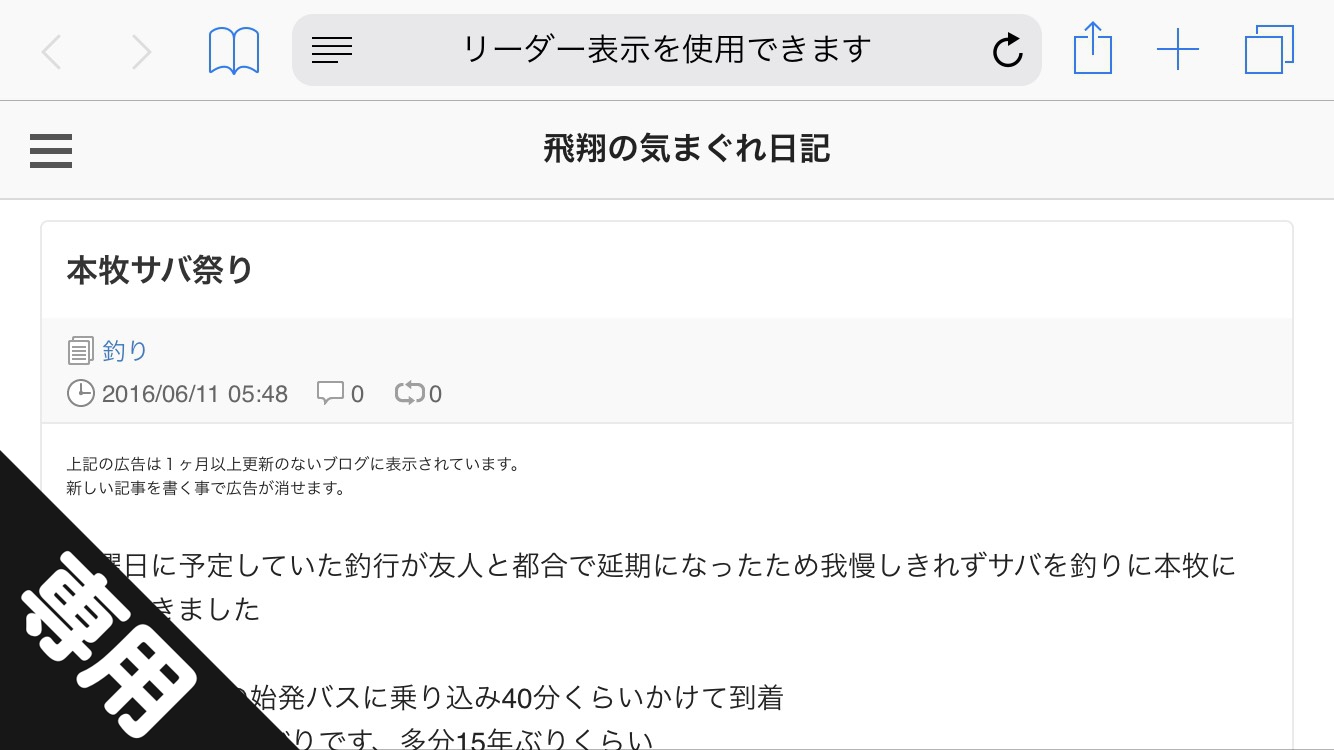 リーダー表示を使用できます
飛翔の気まぐれ日記
本牧サバ祭り
釣り
2016/06/11 05:48 0 0
上記の広告は１ヶ月以上更新のないブログに表示されています。
新しい記事を書く事で広告が消せます。
曜日に予定していた釣行が友人と都合で延期になったため我慢しきれずサバを釣りに本牧に
きました
始発バスに乗り込み40分くらいかけて到着
りです、多分15年ぶりくらい
専用